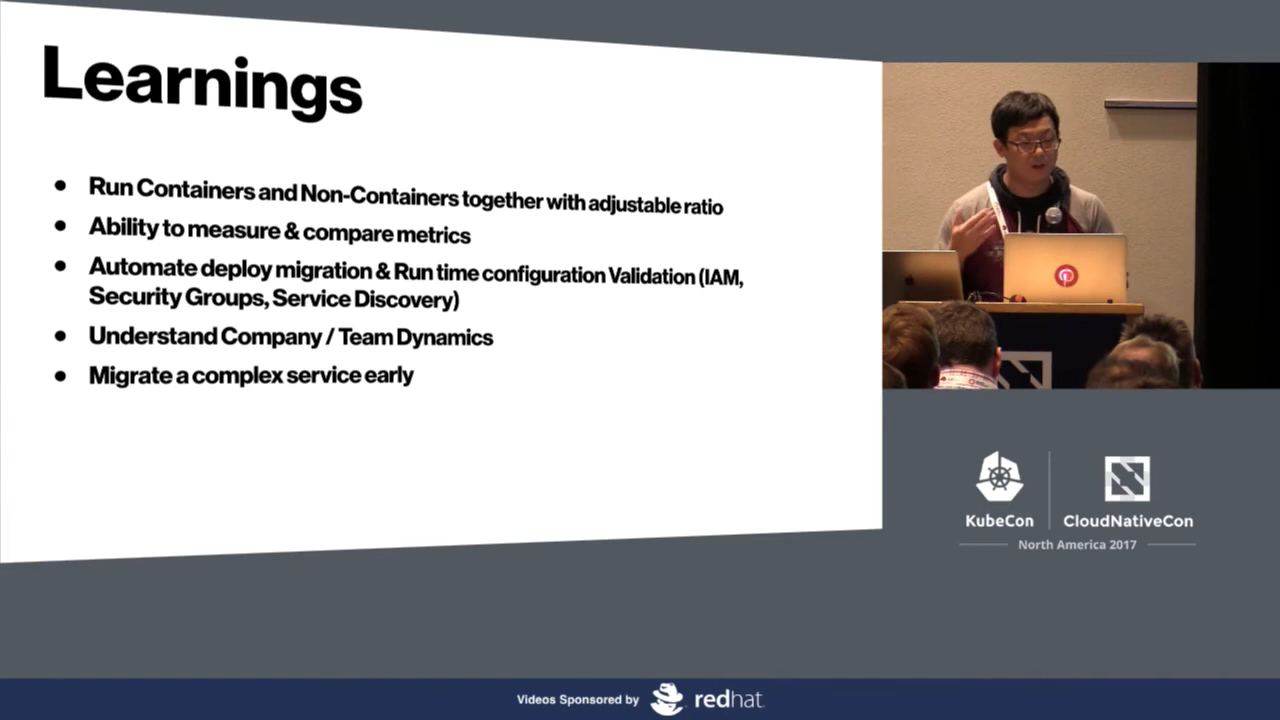 Learnings
● Run Containers and Non-Containers together with adjustable ratio
● Ability to measure & compare metrics
● Automate deploy migration & Run time configuration Validation (IAM,
Security Groups, Service Discovery)
● Understand Company / Team Dynamics
● Migrate a complex service early
KubeCon
CloudNativeCon
North America 2017
Videos Sponsored by
redhat